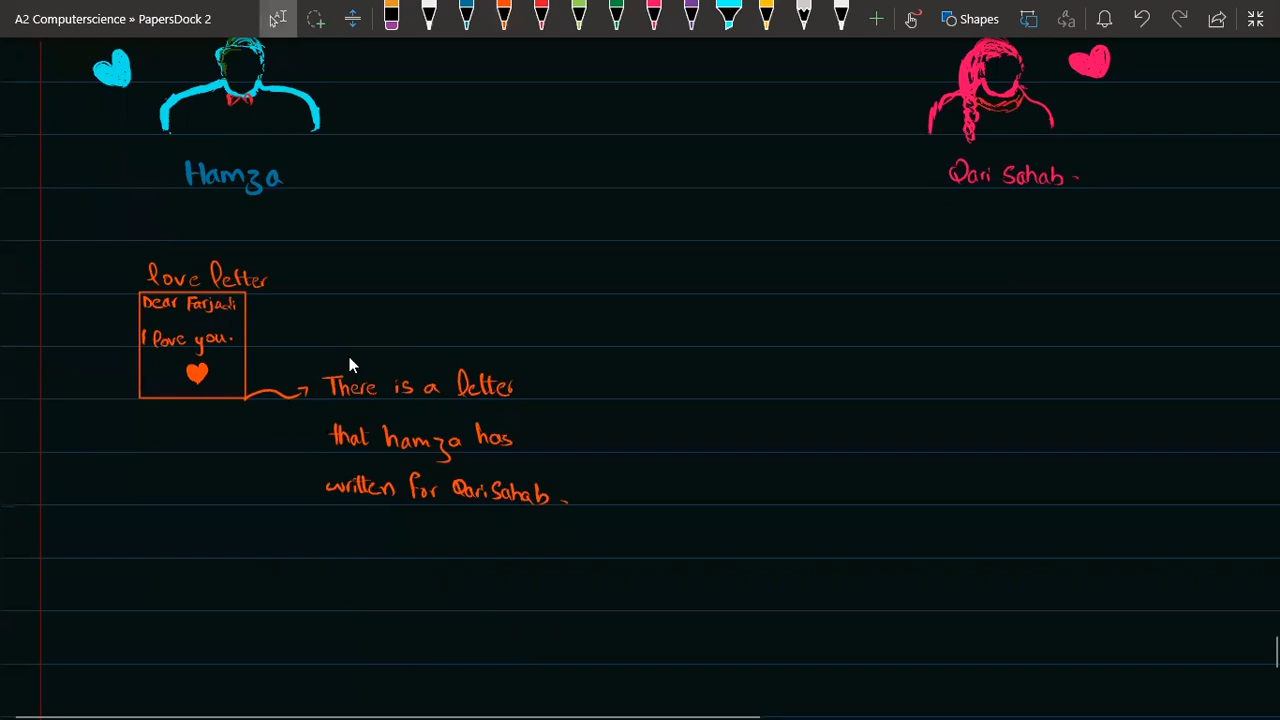 A2 Computerscience » PapersDock 2
Shapes
Hamza
Qari Sahab -
love letter
Dear Farjadi
I love you.
There is a letter
that hamza has
written for Qari Sahab -